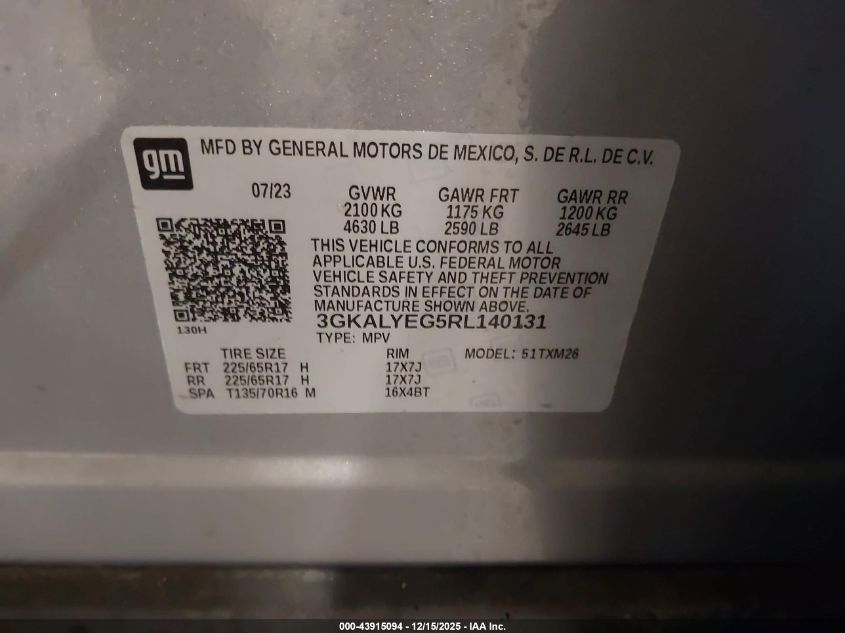 gm
MFD BY GENERAL MOTORS DE MEXICO, S. DE R.L. DE C.V.
07/23 GVWR GAWR FRT GAWR RR
2100 KG 1175 KG 1200 KG
4630 LB 2590 LB 2645 LB
THIS VEHICLE CONFORMS TO ALL
APPLICABLE U.S. FEDERAL MOTOR
VEHICLE SAFETY AND THEFT PREVENTION
STANDARDS IN EFFECT ON THE DATE OF
MANUFACTURE SHOWN ABOVE.
3GKALYEG5RL140131
130H
TYPE: MPV
TIRE SIZE RIM MODEL: 51TXM26
FRT 225/65R17 H 17X7J
RR 225/65R17 H 17X7J
SPA T135/70R16 M 16X4BT
000-43915094 - 12/15/2025 - IAA Inc.